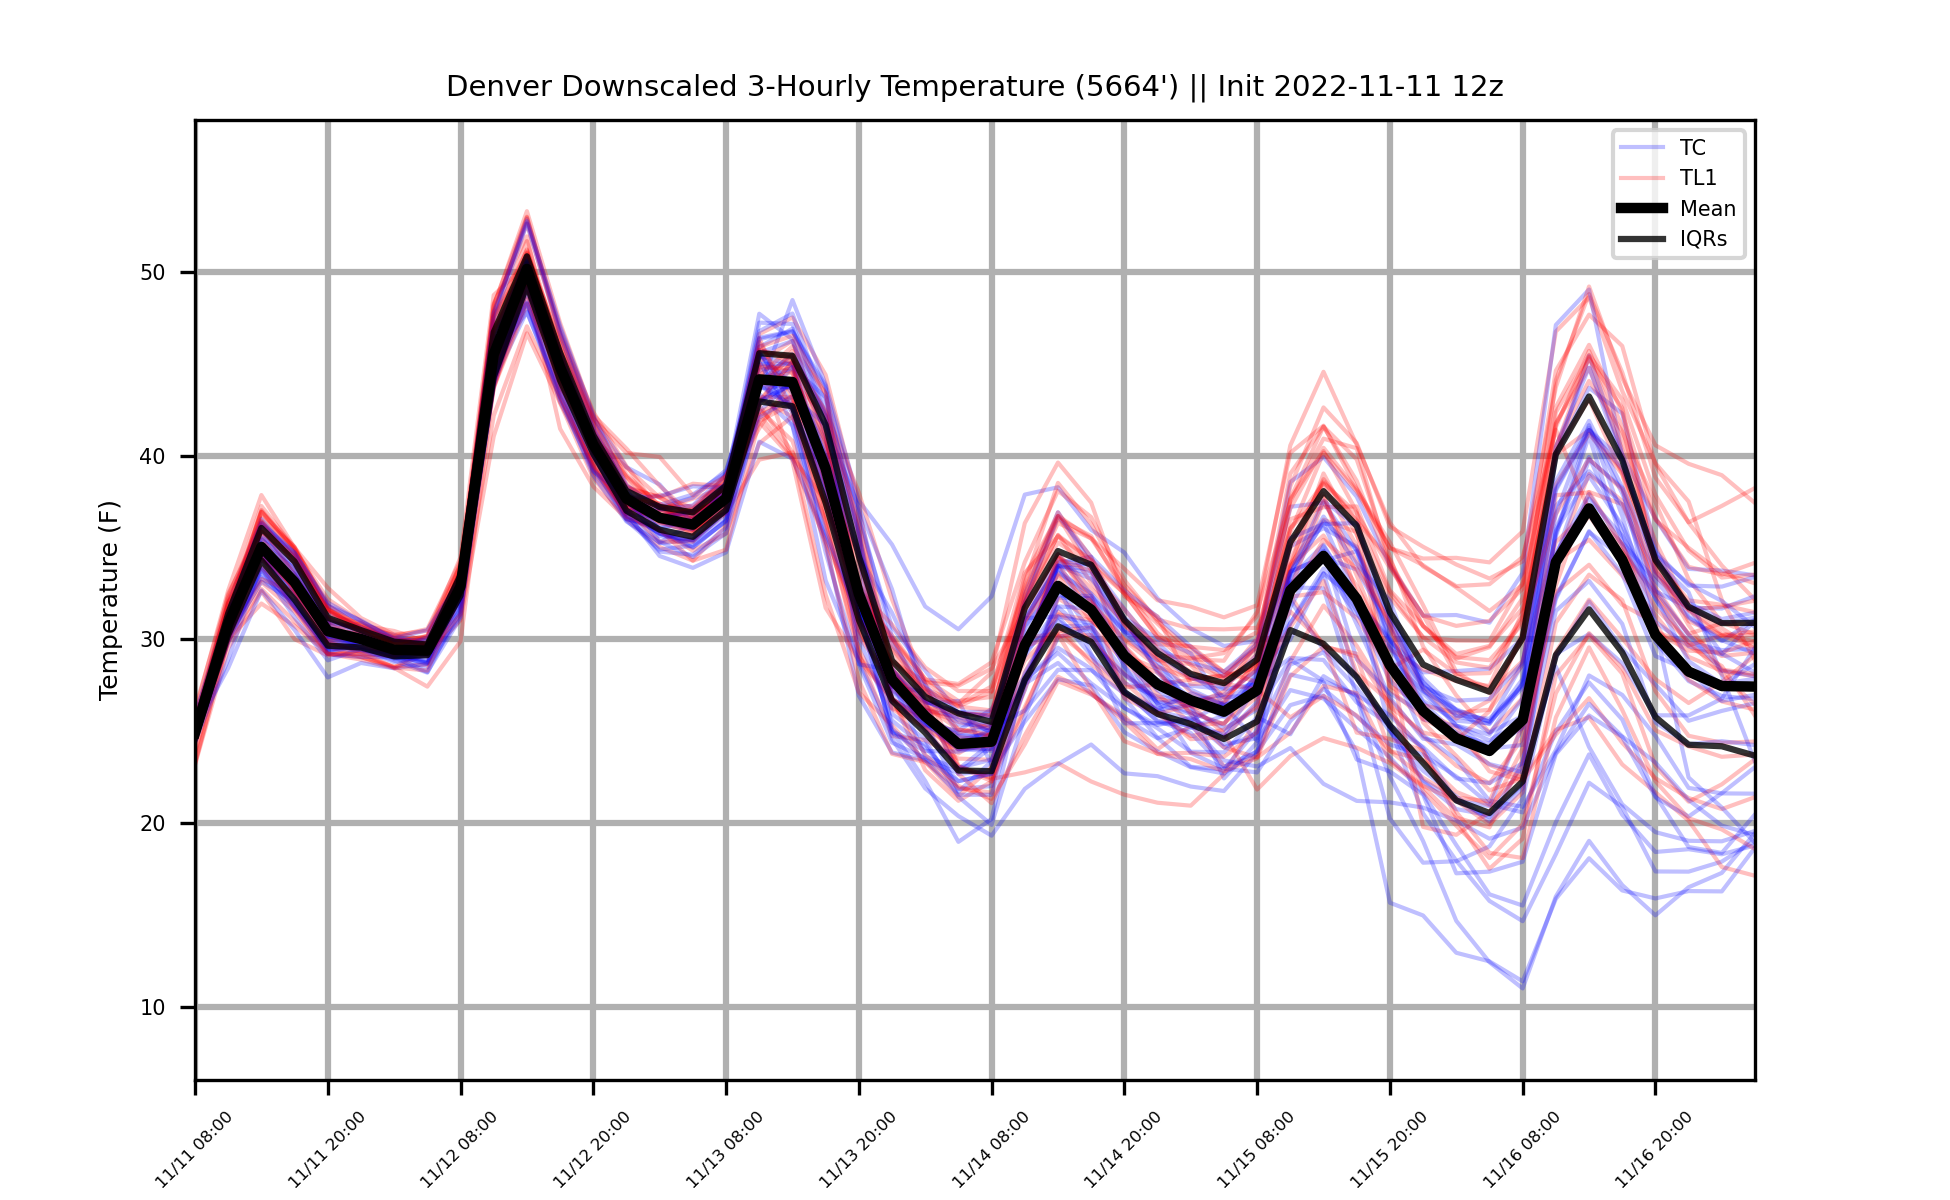 Denver Downscaled 3-Hourly Temperature (5664') || Init 2022-11-11 12z
TC
TL1
Mean
IQRs
Temperature (F)
50
40
30
20
10
11/11 08:00
11/11 20:00
11/12 08:00
11/12 20:00
11/13 08:00
11/13 20:00
11/14 08:00
11/14 20:00
11/15 08:00
11/15 20:00
11/16 08:00
11/16 20:00